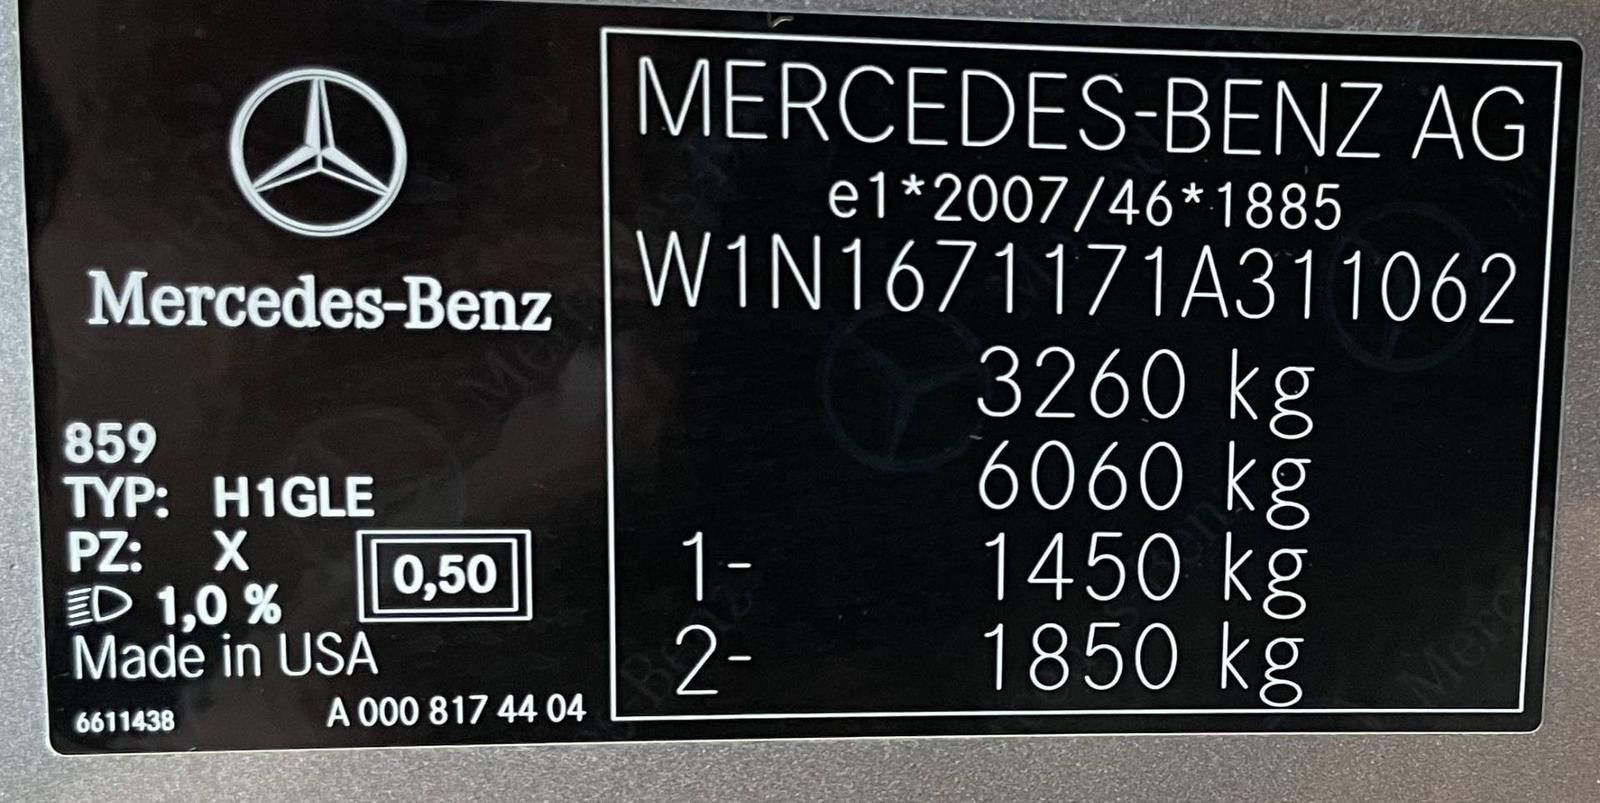 Mercedes-Benz
859
TYP: H1GLE
PZ: X
1,0 %
0,50
Made in USA
6611438
A 000 817 44 04
MERCEDES-BENZ AG
e1*2007/46*1885
W1N1671171A311062
3260 kg
6060 kg
1- 1450 kg
2- 1850 kg